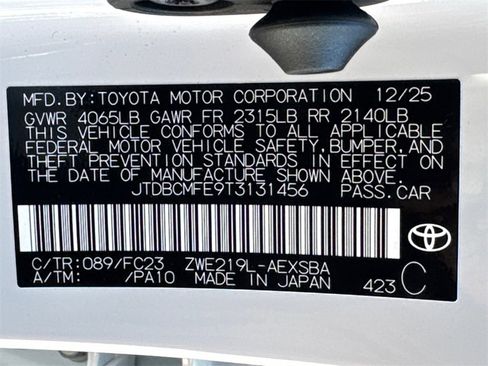 MFD.BY:TOYOTA MOTOR CORPORATION 12/25
GVWR 4065LB GAWR FR 2315LB RR 2140LB
THIS VEHICLE CONFORMS TO ALL APPLICABLE
FEDERAL MOTOR VEHICLE SAFETY,BUMPER,AND
THEFT PREVENTION STANDARDS IN EFFECT ON
THE DATE OF MANUFACTURE SHOWN ABOVE.
JTDBCMFE9T3131456 PASS.CAR
C/TR:089/FC23 ZWE219L-AEXSBA
A/TM: /PA10 MADE IN JAPAN 423 C